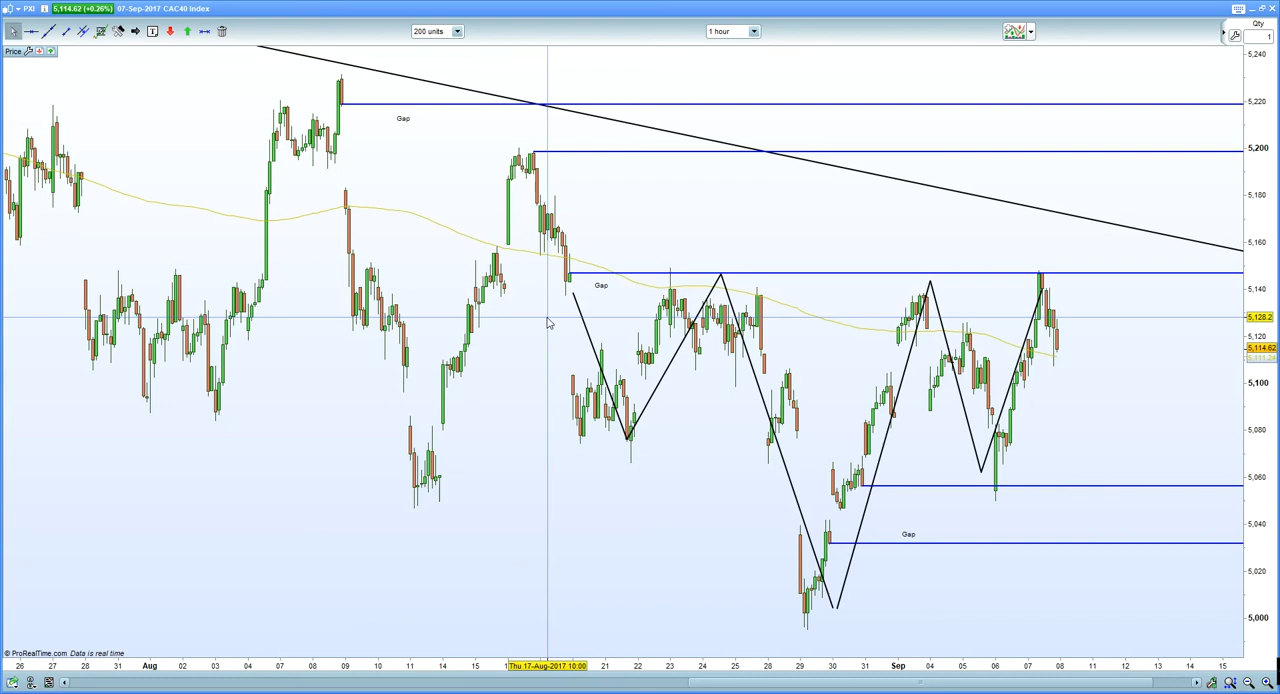 PXI 5,114.62 (+0.26%) 07-Sep-2017 CAC40 Index
200 units
1 hour
Qty
1
Price
5,240
5,220
Gap
5,200
5,180
5,160
Gap
5,140
5,128.2
5,120
5,114.62
5,100
5,080
5,060
5,040
Gap
5,020
5,000
© ProRealTime.com Data is real time
26 27 28 31 Aug 02 03 04 07 08 09 10 11 14 15 Thu 17-Aug-2017 10:00 21 22 23 24 25 28 29 30 31 Sep 04 05 06 07 08 11 12 13 14 15